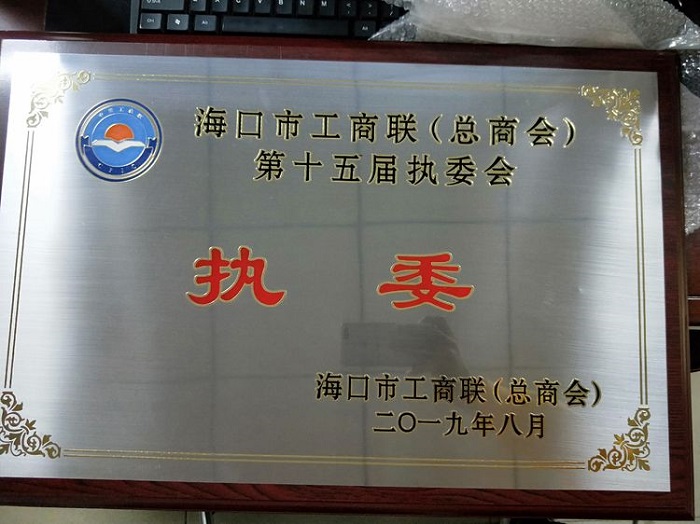 海口市工商联(总商会)
第十五届执委会
执 委
海口市工商联(总商会)
二〇一九年八月